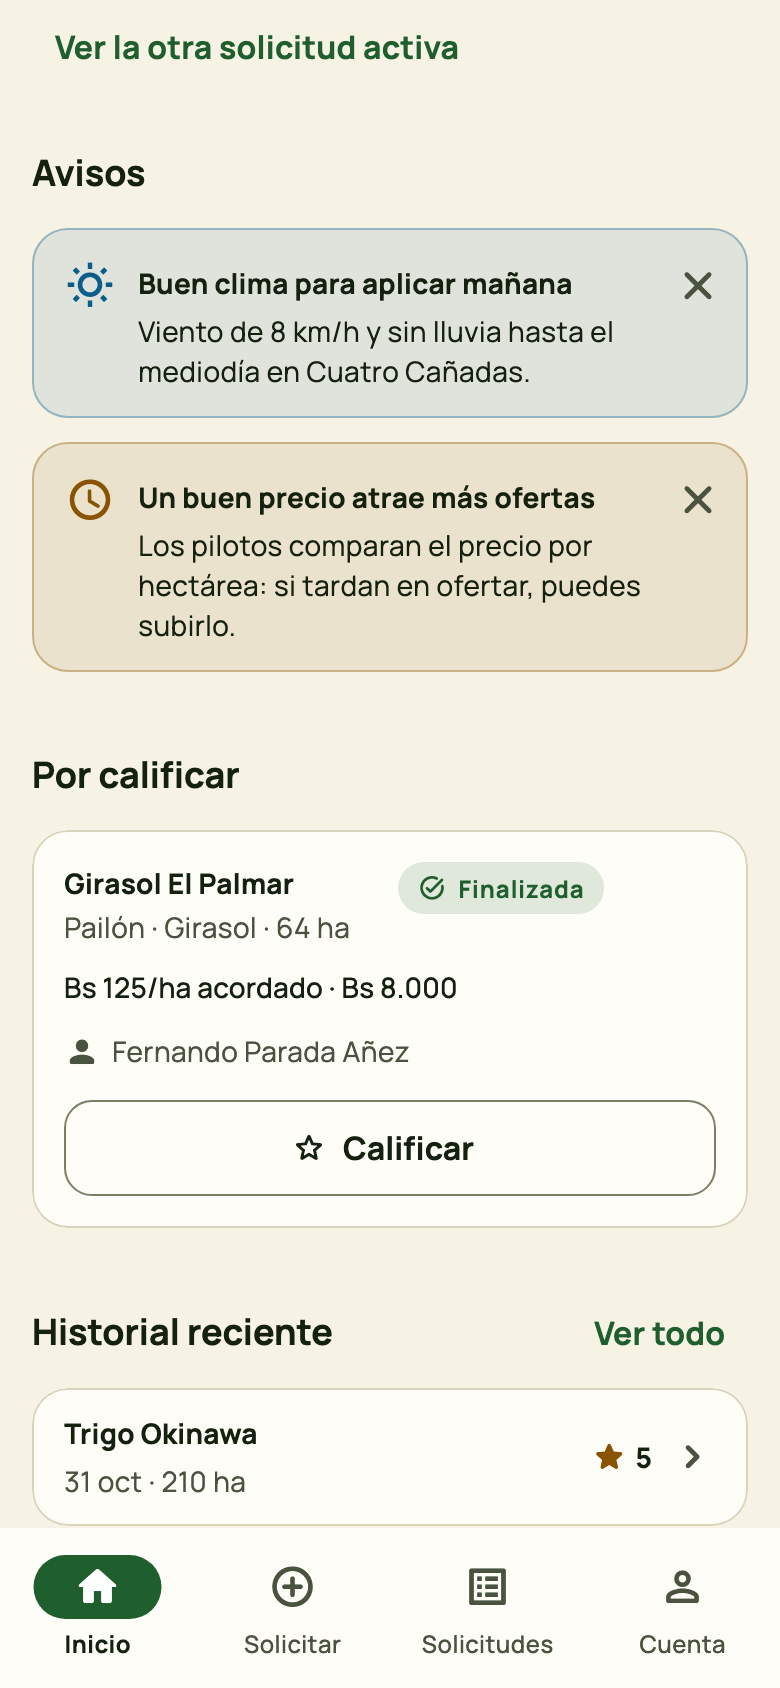 Ver la otra solicitud activa
Avisos
Buen clima para aplicar mañana
Viento de 8 km/h y sin lluvia hasta el
mediodía en Cuatro Cañadas.
Un buen precio atrae más ofertas
Los pilotos comparan el precio por
hectárea: si tardan en ofertar, puedes
subirlo.
Por calificar
Girasol El Palmar
Finalizada
Pailón · Girasol · 64 ha
Bs 125/ha acordado · Bs 8.000
Fernando Parada Añez
Calificar
Historial reciente
Ver todo
Trigo Okinawa
31 oct · 210 ha
5
Inicio
Solicitar
Solicitudes
Cuenta